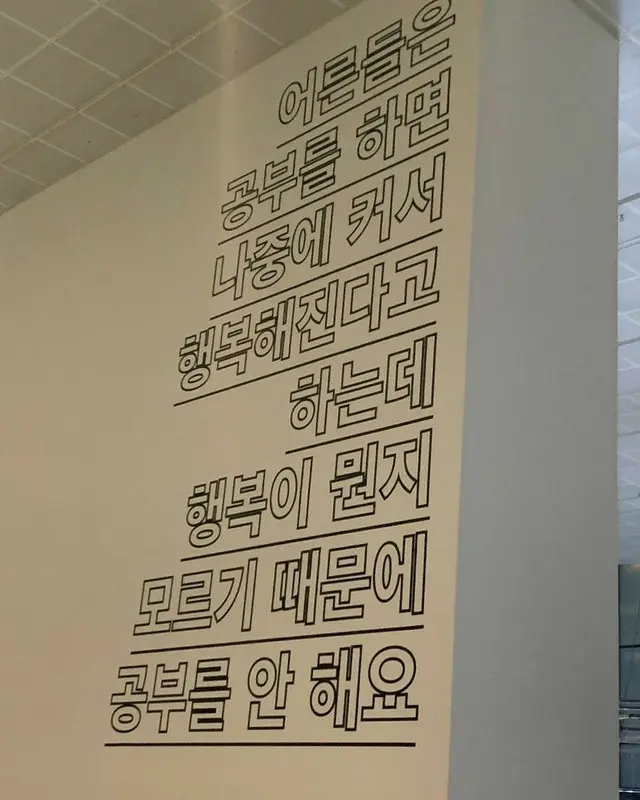 어른들은
공부를 하면
나중에 커서
행복해진다고
하는데
행복이 뭔지
모르기 때문에
공부를 안 해요